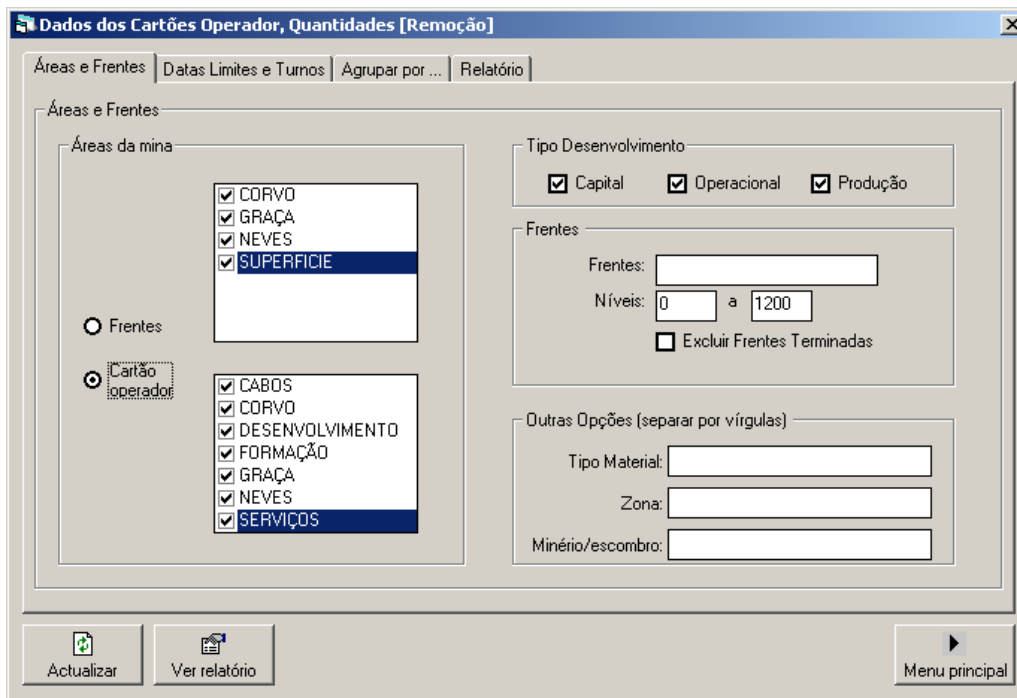 Dados dos Cartões Operador, Quantidades [Remoção]
Áreas e Frentes
Datas Limites e Turnos
Agrupar por ...
Relatório
Áreas e Frentes
Áreas da mina
CORVO
GRAÇA
NEVES
SUPERFICIE
Frentes
Cartão
operador
CABOS
CORVO
DESENVOLVIMENTO
FORMAÇÃO
GRAÇA
NEVES
SERVIÇOS
Tipo Desenvolvimento
Capital
Operacional
Produção
Frentes
Frentes:
Níveis: 0 a 1200
Excluir Frentes Terminadas
Outras Opções (separar por vírgulas)
Tipo Material:
Zona:
Minério/escombro:
Actualizar
Ver relatório
Menu principal